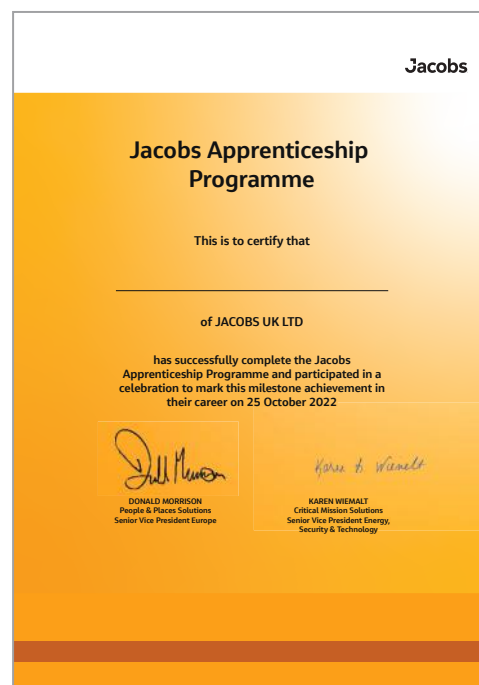 Jacobs
Jacobs Apprenticeship
Programme
This is to certify that
of JACOBS UK LTD
has successfully complete the Jacobs
Apprenticeship Programme and participated in a
celebration to mark this milestone achievement in
their career on 25 October 2022
Karen B Wiemalt
DONALD MORRISON
People & Places Solutions
Senior Vice President Europe
KAREN WIEMALT
Critical Mission Solutions
Senior Vice President Energy,
Security & Technology